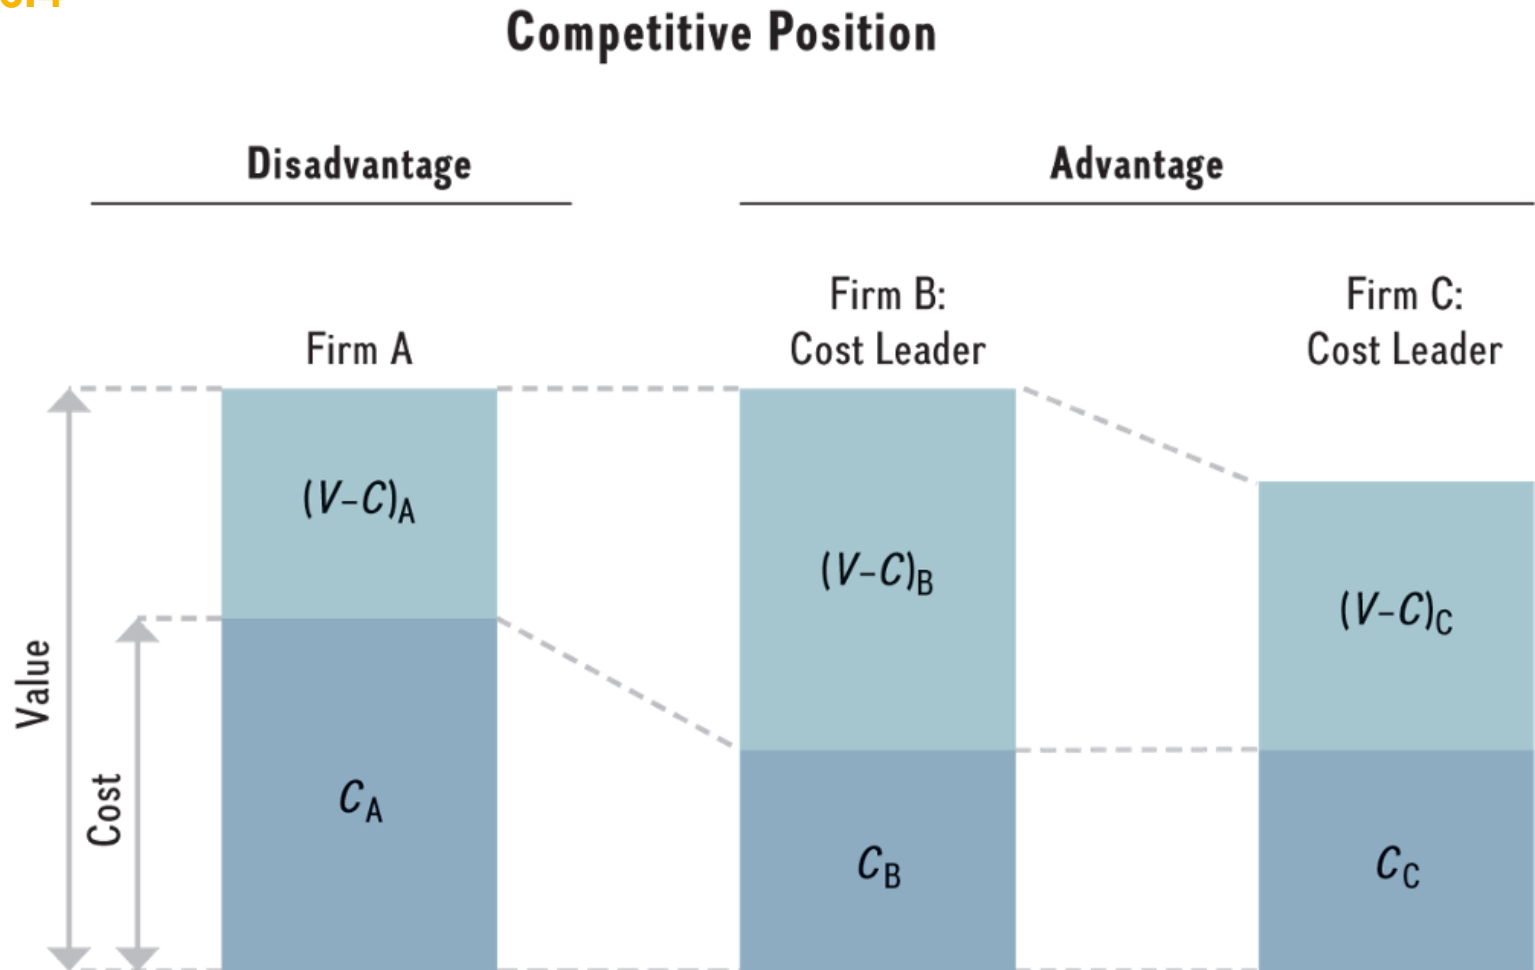 Competitive Position
Disadvantage
Advantage
Firm A
Firm B:
Cost Leader
Firm C:
Cost Leader
(V–C)A
(V–C)B
(V–C)C
Value
Cost
CA
CB
CC